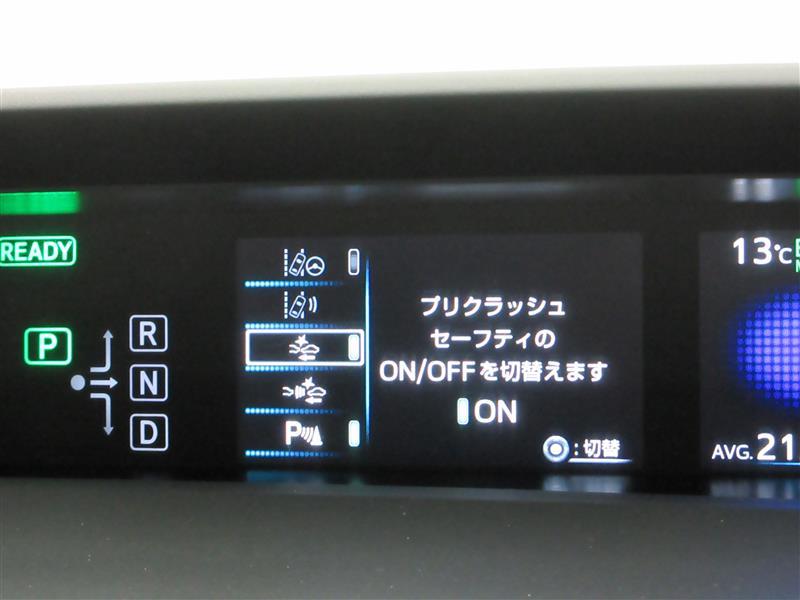 READY
P
R
N
D
P
プリクラッシュ
セーフティの
ON/OFFを切替えます
ON
:切替
13℃
AVG. 21